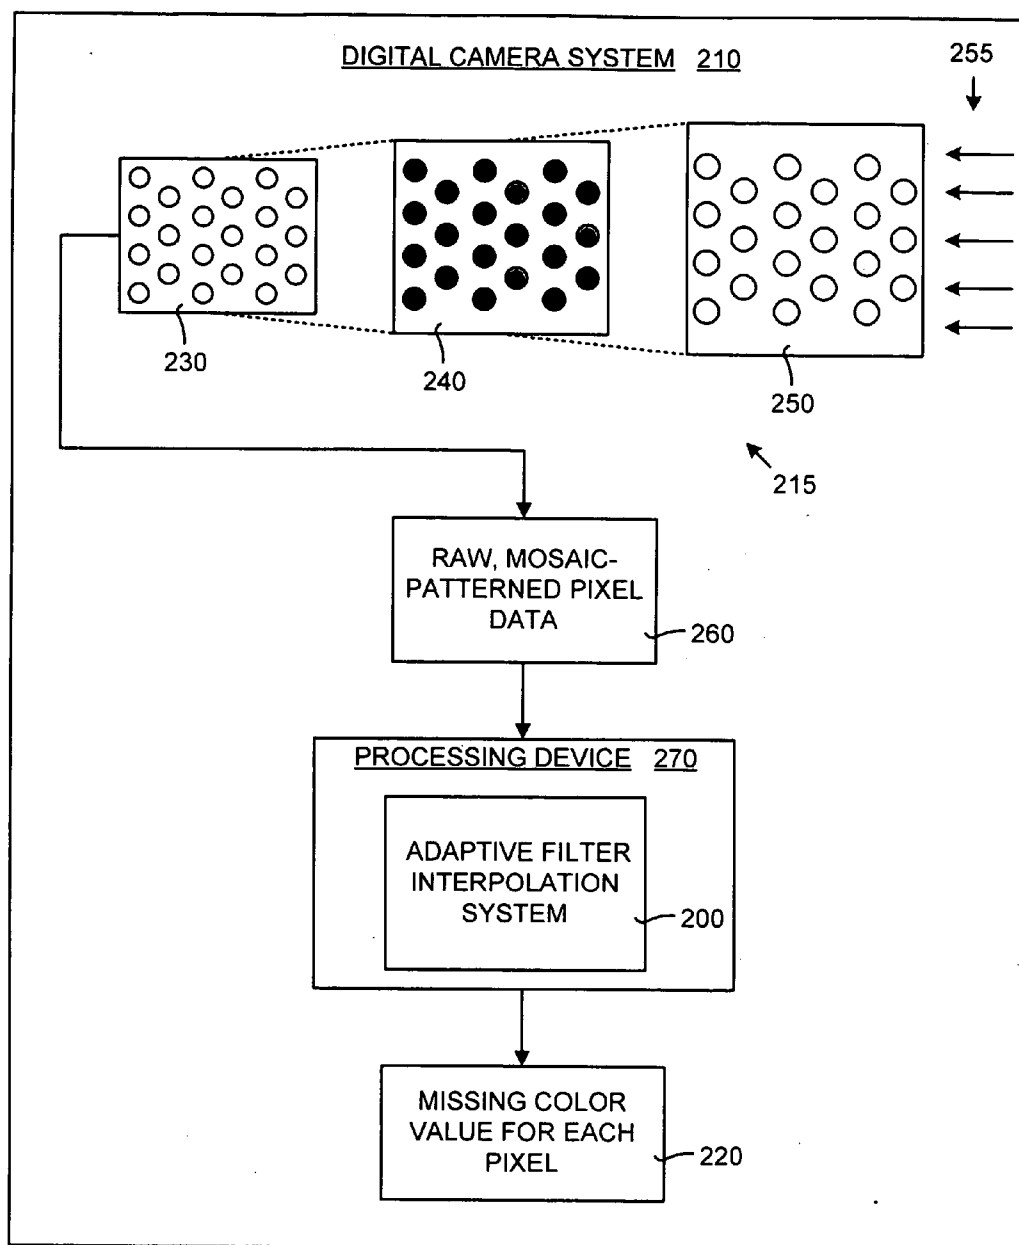 DIGITAL CAMERA SYSTEM 210
255
230
240
250
215
RAW, MOSAIC-
PATTERNED PIXEL
DATA
260
PROCESSING DEVICE 270
ADAPTIVE FILTER
INTERPOLATION
SYSTEM
200
MISSING COLOR
VALUE FOR EACH
PIXEL
220